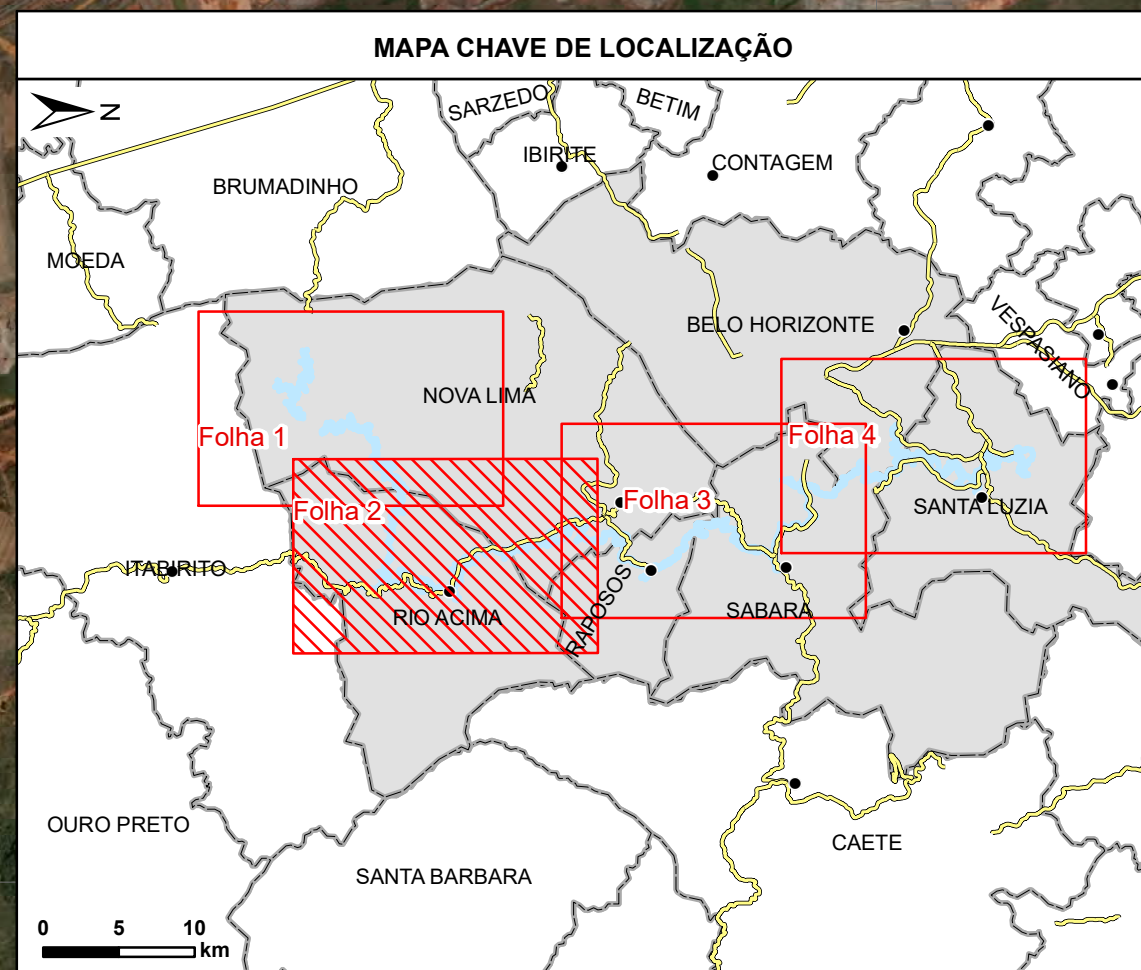 MAPA CHAVE DE LOCALIZAÇÃO
N
SARZEDO
BETIM
IBIRITE
CONTAGEM
BRUMADINHO
MOEDA
VESPASIANO
BELO HORIZONTE
NOVA LIMA
Folha 1
Folha 4
Folha 2
Folha 3
SANTA LUZIA
ITABIRITO
RIO ACIMA
RAPOSOS
SABARA
OURO PRETO
CAETE
SANTA BARBARA
0 5 10
km